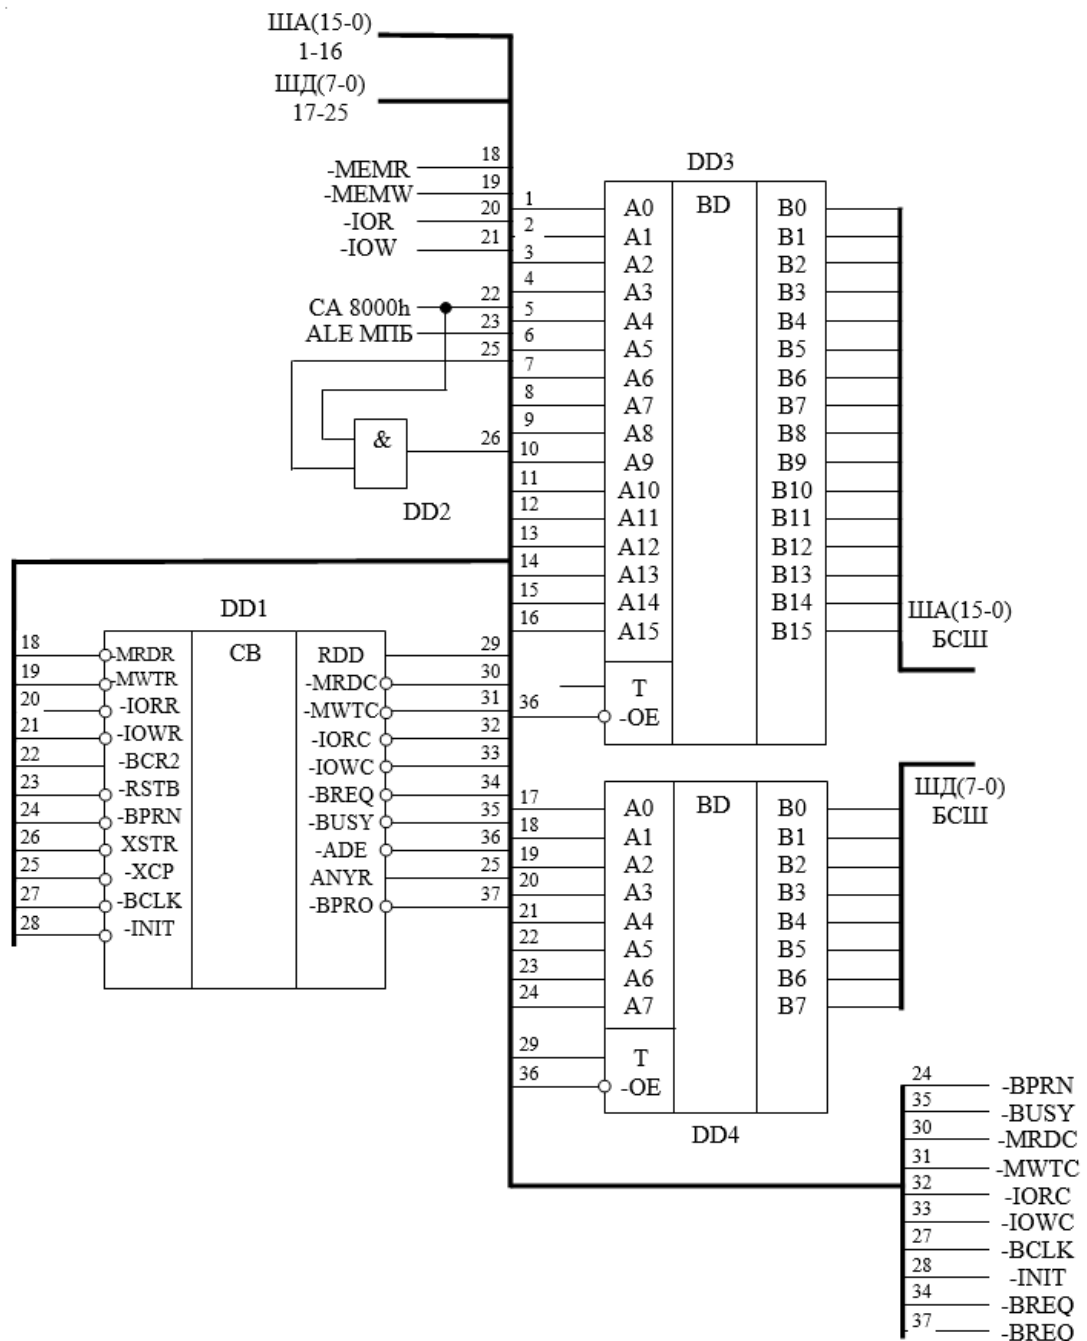 ША(15-0)
1-16
ШД(7-0)
17-25
-MEMR 18
-MEMW 19
-IOR 20
-IOW 21
СА 8000h 22
ALE МПБ 23
25
&
26
DD2
DD3
BD
1 A0 B0
2 A1 B1
3 A2 B2
4 A3 B3
5 A4 B4
6 A5 B5
7 A6 B6
8 A7 B7
9 A8 B8
10 A9 B9
11 A10 B10
12 A11 B11
13 A12 B12
14 A13 B13
15 A14 B14
16 A15 B15
T
36 -OE
ША(15-0)
БСШ
DD1
CB
18 -MRDR RDD 29
19 -MWTR -MRDC 30
20 -IORR -MWTC 31
21 -IOWR -IORC 32
22 -BCR2 -IOWC 33
23 -RSTB -BREQ 34
24 -BPRN -BUSY 35
26 XSTR -ADE 36
25 -XCP ANYR 25
27 -BCLK -BPRO 37
28 -INIT
ШД(7-0)
БСШ
BD
17 A0 B0
18 A1 B1
19 A2 B2
20 A3 B3
21 A4 B4
22 A5 B5
23 A6 B6
24 A7 B7
29 T
36 -OE
DD4
24 -BPRN
35 -BUSY
30 -MRDC
31 -MWTC
32 -IORC
33 -IOWC
27 -BCLK
28 -INIT
34 -BREQ
37 -BREQ